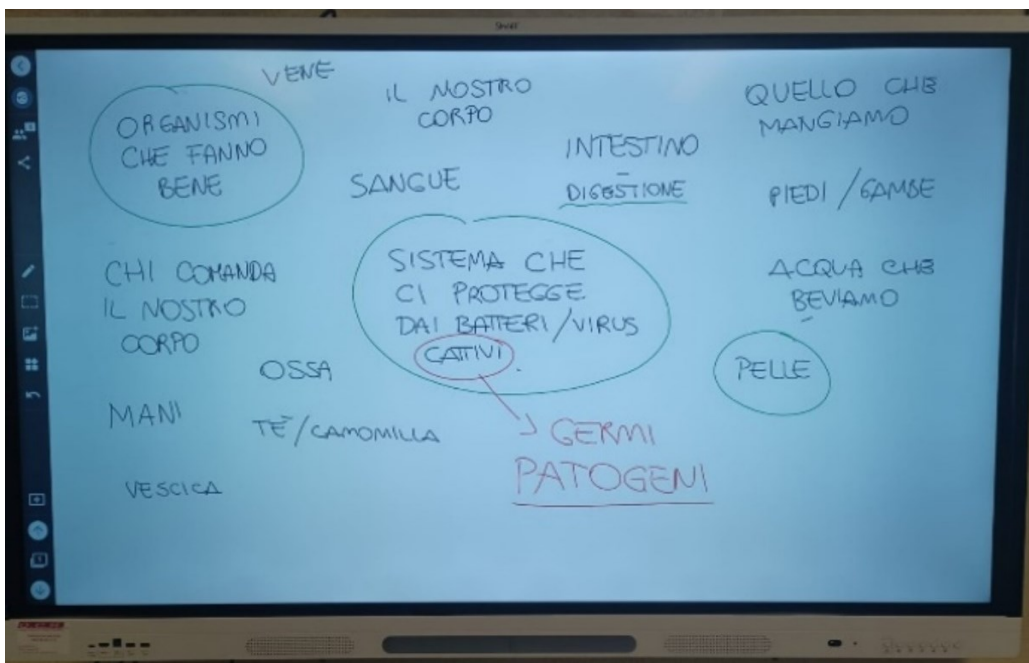 SMART
VENE
IL NOSTRO
CORPO
QUELLO CHE
MANGIAMO
ORGANISMI
CHE FANNO
BENE
INTESTINO
DIGESTIONE
SANGUE
PIEDI / GAMBE
CHI COMANDA
IL NOSTRO
CORPO
SISTEMA CHE
CI PROTEGGE
DAI BATTERI/VIRUS
CATTIVI.
ACQUA CHE
BEVIAMO
OSSA
PELLE
MANI
TÈ/CAMOMILLA
GERMI
PATOGENI
VESCICA